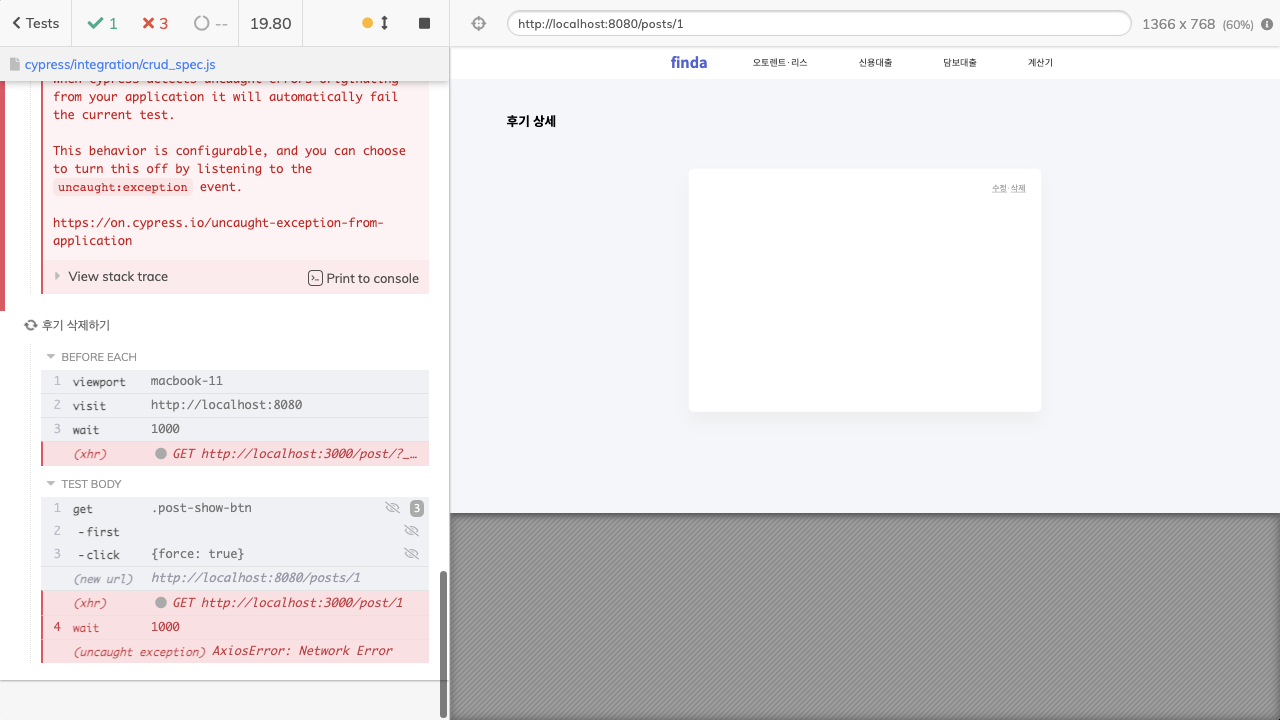 Tests
1
3
--
19.80
http://localhost:8080/posts/1
1366 x 768 (60%)
cypress/integration/crud_spec.js
When Cypress detects uncaught errors originating
from your application it will automatically fail
the current test.
This behavior is configurable, and you can choose
to turn this off by listening to the
uncaught:exception event.
https://on.cypress.io/uncaught-exception-from-
application
View stack trace
Print to console
후기 삭제하기
BEFORE EACH
1 viewport macbook-11
2 visit http://localhost:8080
3 wait 1000
(xhr) GET http://localhost:3000/post/?_…
TEST BODY
1 get .post-show-btn 3
2 -first
3 -click {force: true}
(new url) http://localhost:8080/posts/1
(xhr) GET http://localhost:3000/post/1
4 wait 1000
(uncaught exception) AxiosError: Network Error
finda 오토렌트·리스 신용대출 담보대출 계산기
후기 상세
수정·삭제